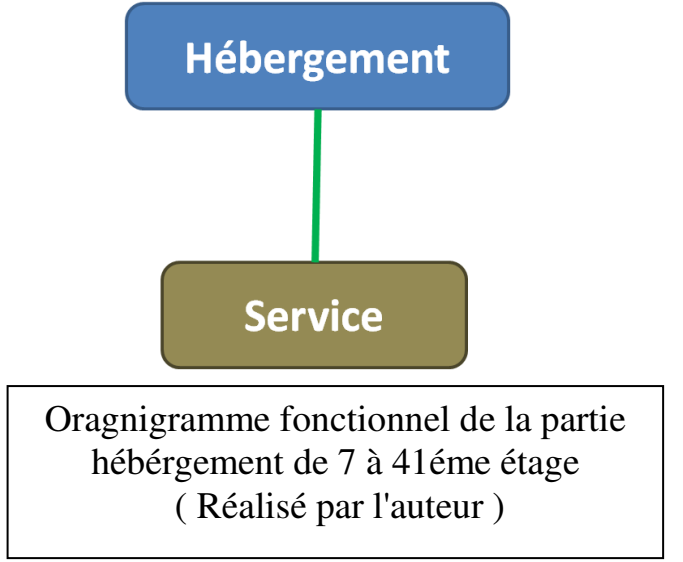 Hébergement
Service
Oragnigramme fonctionnel de la partie
hébérgement de 7 à 41éme étage
( Réalisé par l'auteur )